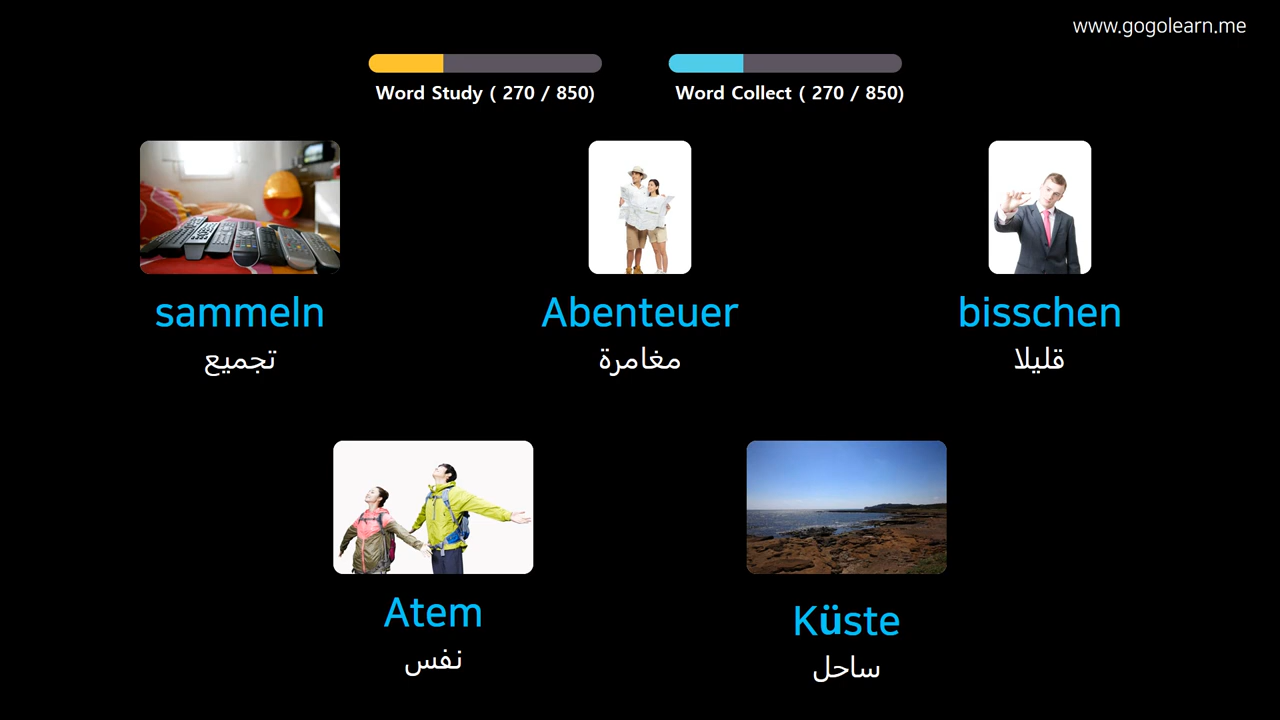 www.gogolearn.me
Word Study ( 270 / 850)
Word Collect ( 270 / 850)
sammeln
تجميع
Abenteuer
مغامرة
bisschen
قليلا
Atem
نفس
Küste
ساحل